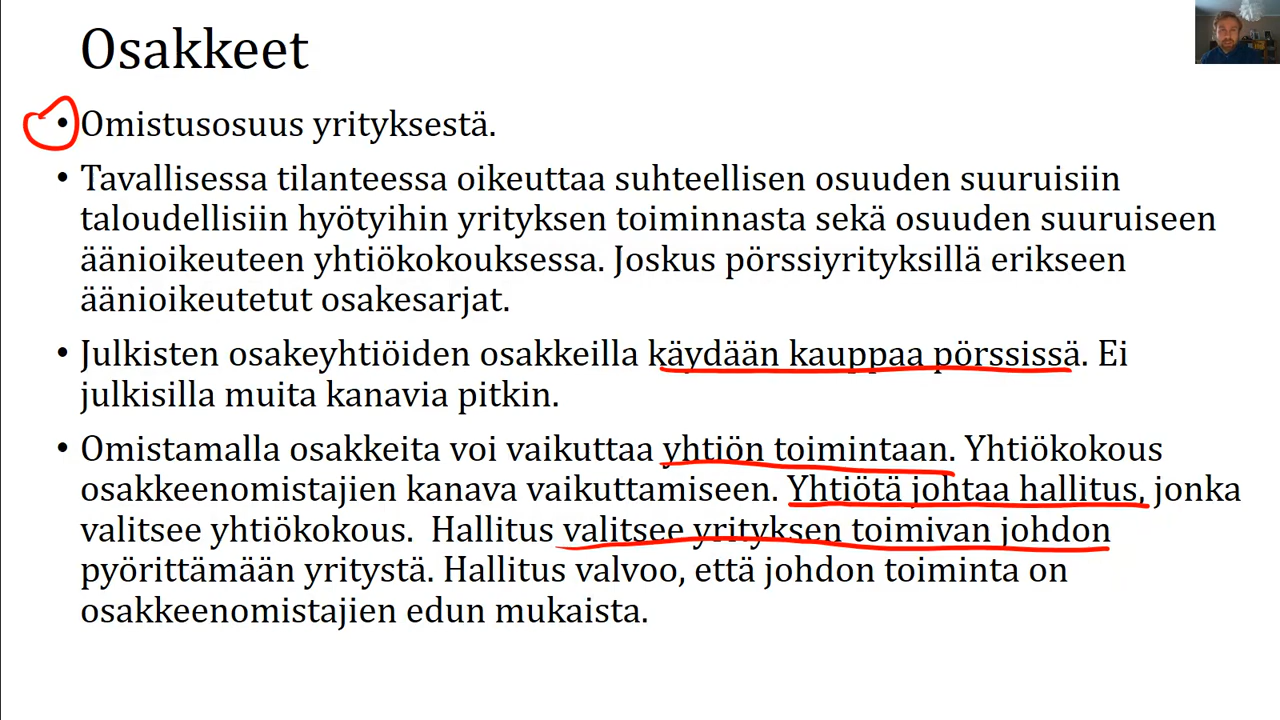 Osakkeet
• Omistusosuus yrityksestä.
• Tavallisessa tilanteessa oikeuttaa suhteellisen osuuden suuruisiin
taloudellisiin hyötyihin yrityksen toiminnasta sekä osuuden suuruiseen
äänioikeuteen yhtiökokouksessa. Joskus pörssiyrityksillä erikseen
äänioikeutetut osakesarjat.
• Julkisten osakeyhtiöiden osakkeilla käydään kauppaa pörssissä. Ei
julkisilla muita kanavia pitkin.
• Omistamalla osakkeita voi vaikuttaa yhtiön toimintaan. Yhtiökokous
osakkeenomistajien kanava vaikuttamiseen. Yhtiötä johtaa hallitus, jonka
valitsee yhtiökokous. Hallitus valitsee yrityksen toimivan johdon
pyörittämään yritystä. Hallitus valvoo, että johdon toiminta on
osakkeenomistajien edun mukaista.